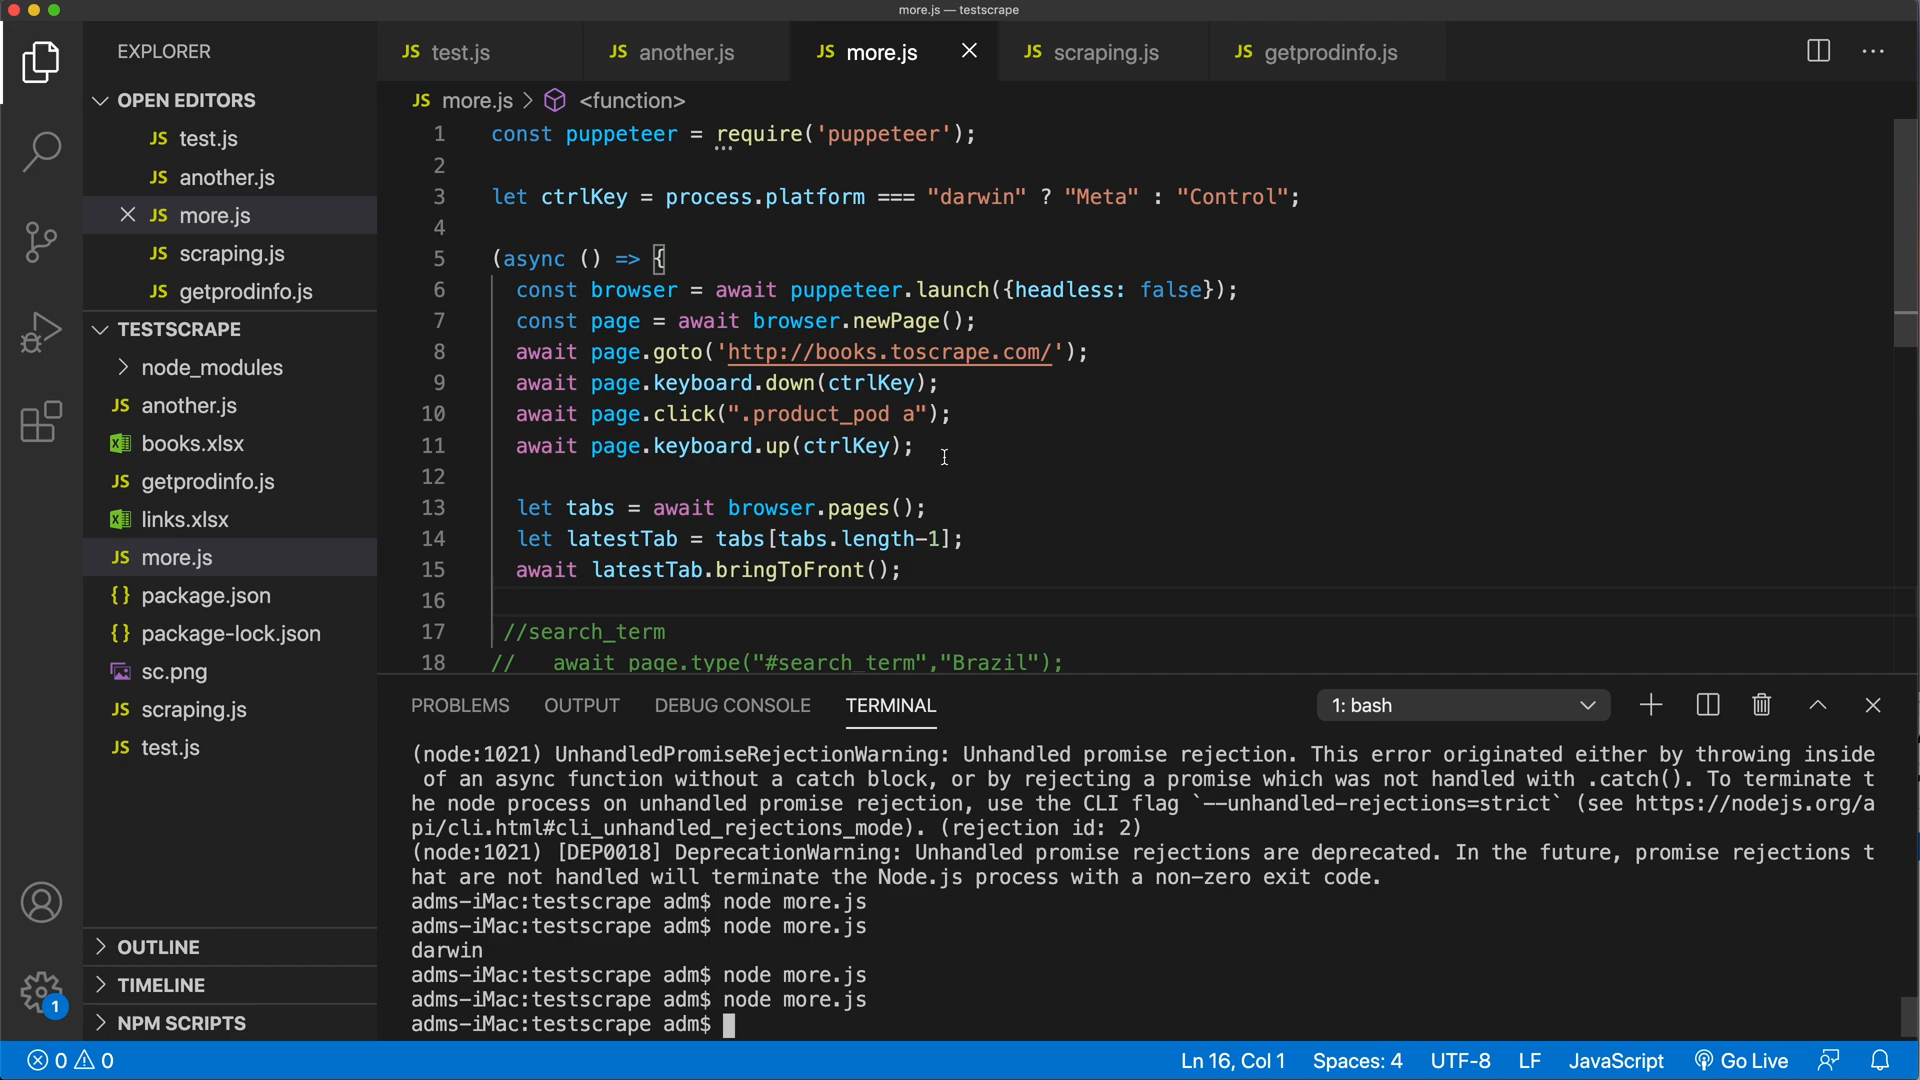 more.js — testscrape
EXPLORER
OPEN EDITORS
JS test.js
JS another.js
JS more.js
JS scraping.js
JS getprodinfo.js
TESTSCRAPE
node_modules
JS another.js
books.xlsx
JS getprodinfo.js
links.xlsx
JS more.js
{} package.json
{} package-lock.json
sc.png
JS scraping.js
JS test.js
OUTLINE
TIMELINE
NPM SCRIPTS
1
JS test.js
JS another.js
JS more.js
JS scraping.js
JS getprodinfo.js
JS more.js > <function>
1 const puppeteer = require('puppeteer');
2
3 let ctrlKey = process.platform === "darwin" ? "Meta" : "Control";
4
5 (async () => {
6 const browser = await puppeteer.launch({headless: false});
7 const page = await browser.newPage();
8 await page.goto('http://books.toscrape.com/');
9 await page.keyboard.down(ctrlKey);
10 await page.click(".product_pod a");
11 await page.keyboard.up(ctrlKey);
12
13 let tabs = await browser.pages();
14 let latestTab = tabs[tabs.length-1];
15 await latestTab.bringToFront();
16
17 //search_term
18 // await page.type("#search_term","Brazil");
PROBLEMS OUTPUT DEBUG CONSOLE TERMINAL
1: bash
(node:1021) UnhandledPromiseRejectionWarning: Unhandled promise rejection. This error originated either by throwing inside
of an async function without a catch block, or by rejecting a promise which was not handled with .catch(). To terminate t
he node process on unhandled promise rejection, use the CLI flag `--unhandled-rejections=strict` (see https://nodejs.org/a
pi/cli.html#cli_unhandled_rejections_mode). (rejection id: 2)
(node:1021) [DEP0018] DeprecationWarning: Unhandled promise rejections are deprecated. In the future, promise rejections t
hat are not handled will terminate the Node.js process with a non-zero exit code.
adms-iMac:testscrape adm$ node more.js
adms-iMac:testscrape adm$ node more.js
darwin
adms-iMac:testscrape adm$ node more.js
adms-iMac:testscrape adm$ node more.js
adms-iMac:testscrape adm$
0 0 Ln 16, Col 1 Spaces: 4 UTF-8 LF JavaScript Go Live